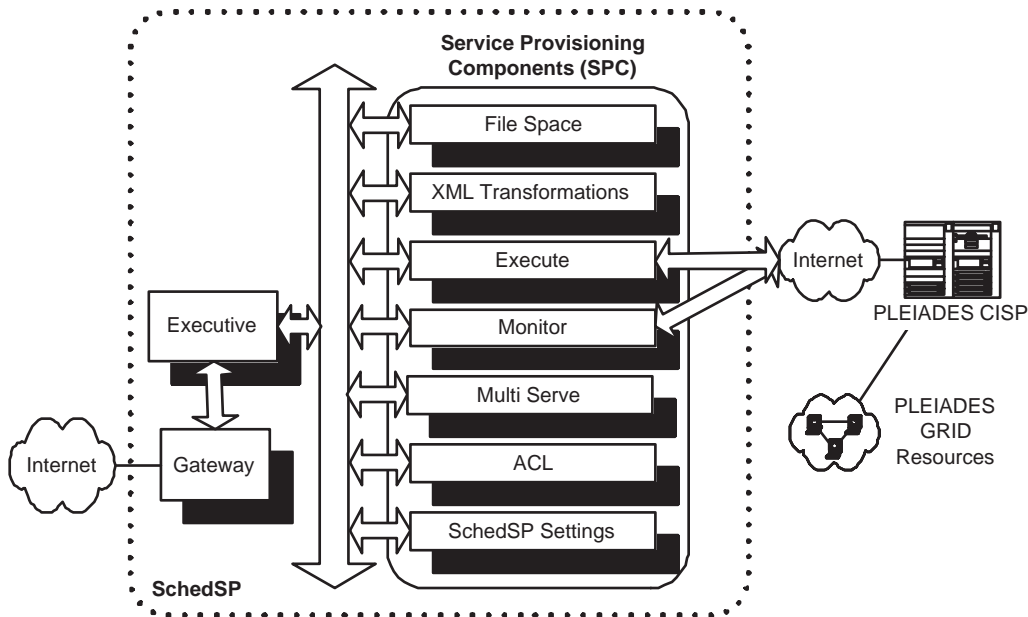 Service Provisioning
Components (SPC)
File Space
XML Transformations
Execute
Internet
PLEIADES CISP
Executive
Monitor
Multi Serve
PLEIADES
GRID
Resources
Internet
Gateway
ACL
SchedSP Settings
SchedSP